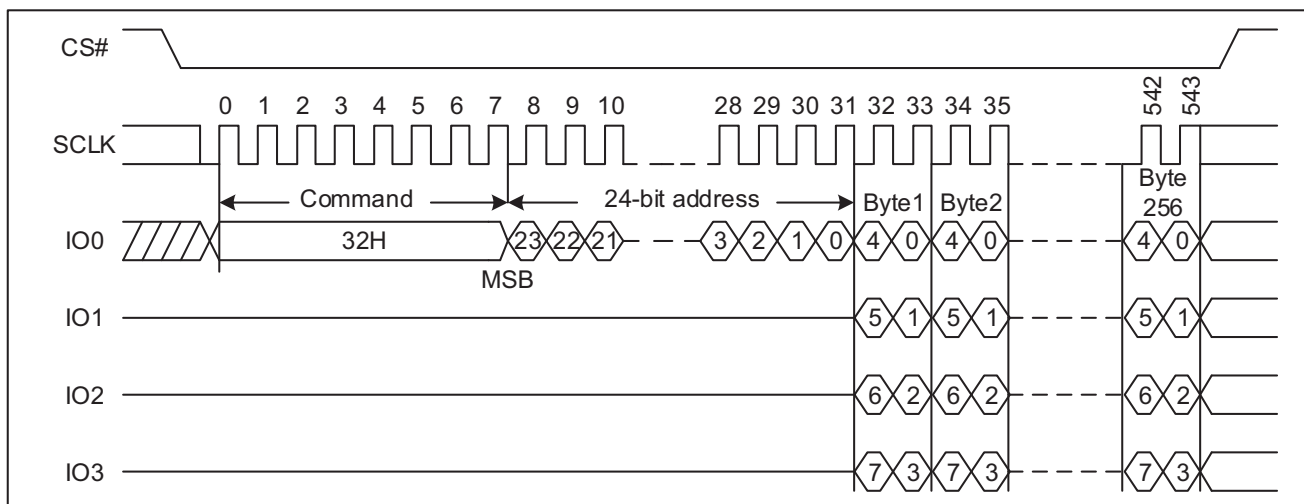 CS#
0 1 2 3 4 5 6 7 8 9 10 28 29 30 31 32 33 34 35 542 543
SCLK
Command 24-bit address Byte1 Byte2 Byte
256
IO0 32H 23 22 21 3 2 1 0 4 0 4 0 4 0
MSB
IO1 5 1 5 1 5 1
IO2 6 2 6 2 6 2
IO3 7 3 7 3 7 3